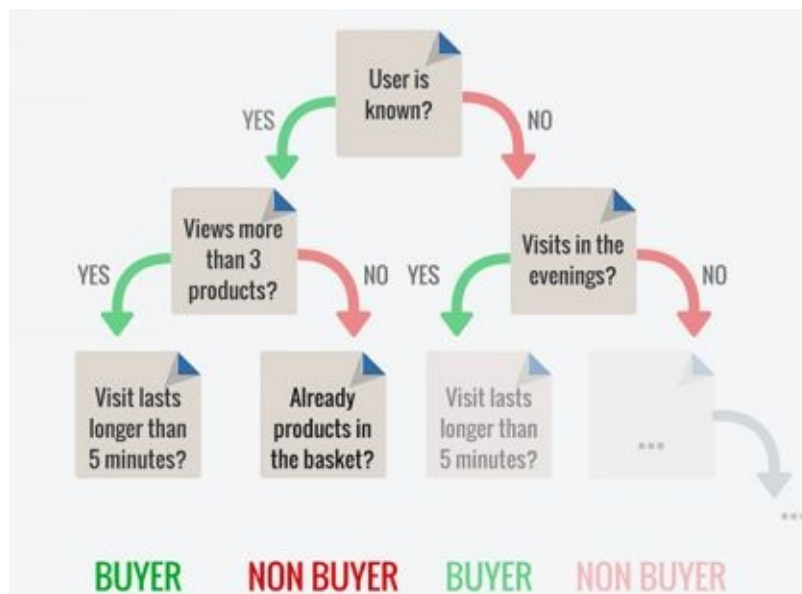 User is
known?
YES
NO
Views more
than 3
products?
Visits in the
evenings?
YES
NO
YES
NO
Visit lasts
longer than
5 minutes?
Already
products in
the basket?
Visit lasts
longer than
5 minutes?
...
...
BUYER
NON BUYER
BUYER
NON BUYER